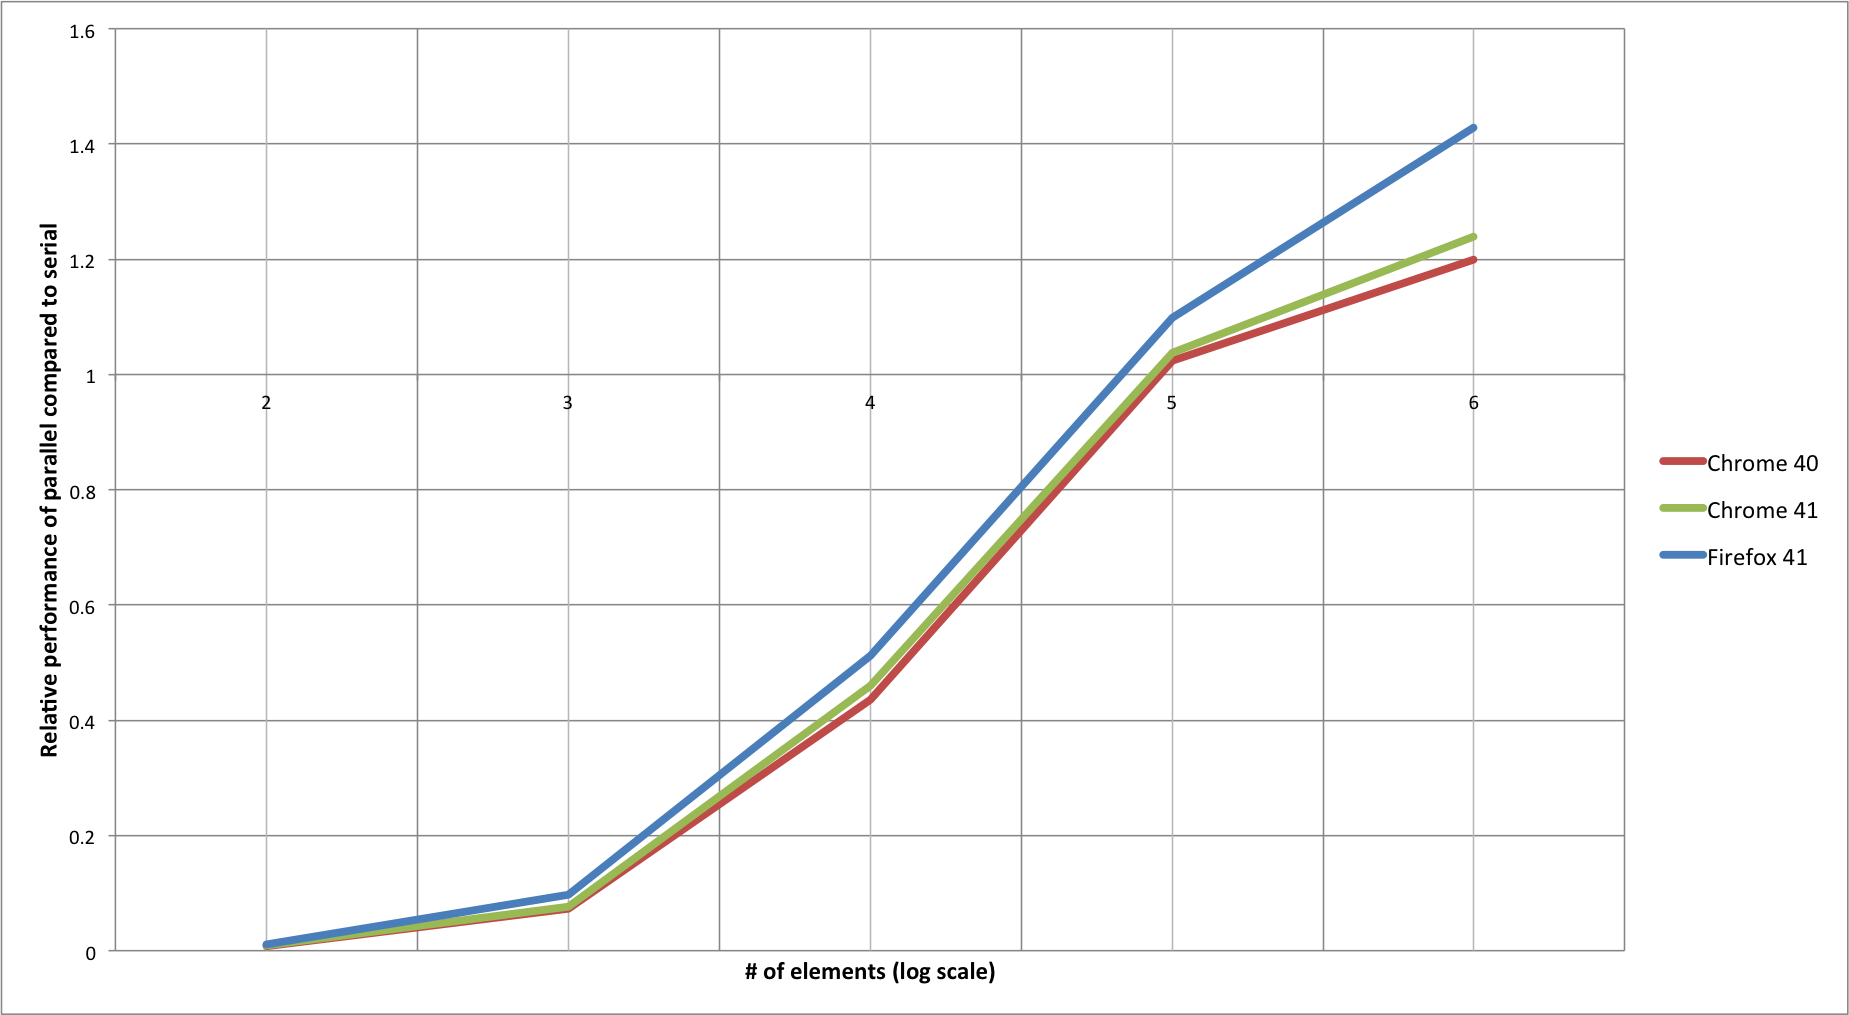 Relative performance of parallel compared to serial
1.6
1.4
1.2
1
0.8
0.6
0.4
0.2
0
2 3 4 5 6
# of elements (log scale)
Chrome 40
Chrome 41
Firefox 41